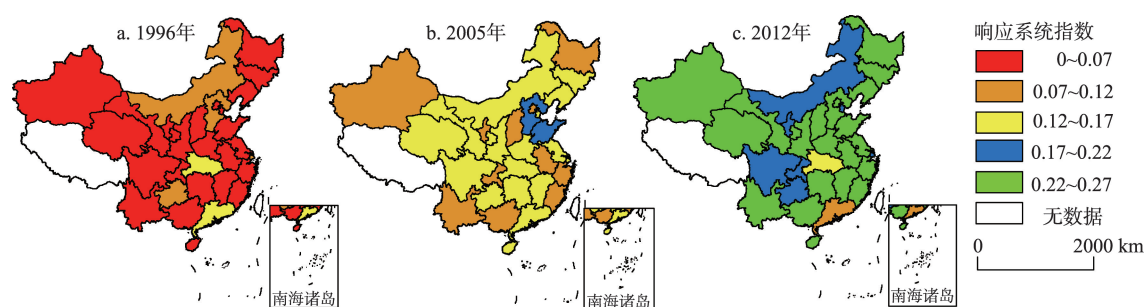 a. 1996年
b. 2005年
c. 2012年
南海诸岛
南海诸岛
南海诸岛
响应系统指数
0~0.07
0.07~0.12
0.12~0.17
0.17~0.22
0.22~0.27
无数据
0 2000 km